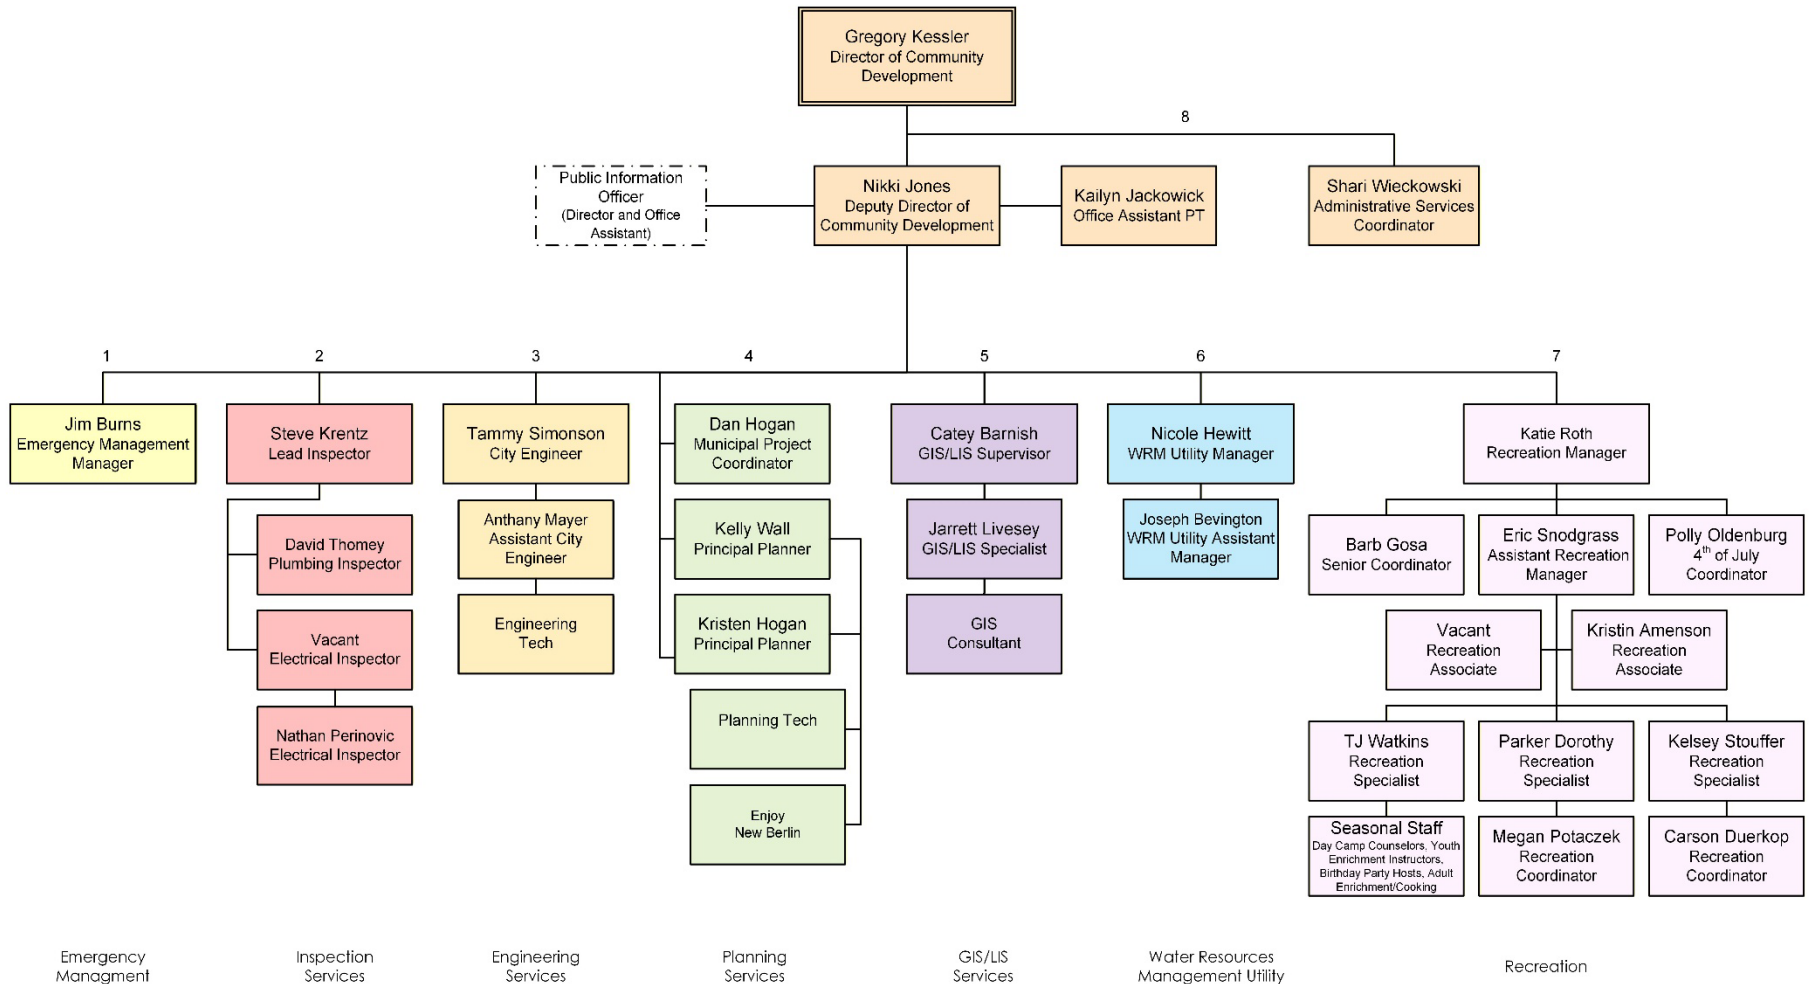 Gregory Kessler
Director of Community
Development
8
Public Information
Officer
(Director and Office
Assistant)
Nikki Jones
Deputy Director of
Community Development
Kailyn Jackowick
Office Assistant PT
Shari Wieckowski
Administrative Services
Coordinator
1
2
3
4
5
6
7
Jim Burns
Emergency Management
Manager
Steve Krentz
Lead Inspector
Tammy Simonson
City Engineer
Dan Hogan
Municipal Project
Coordinator
Catey Barnish
GIS/LIS Supervisor
Nicole Hewitt
WRM Utility Manager
Katie Roth
Recreation Manager
David Thomey
Plumbing Inspector
Anthany Mayer
Assistant City
Engineer
Kelly Wall
Principal Planner
Jarrett Livesey
GIS/LIS Specialist
Joseph Bevington
WRM Utility Assistant
Manager
Barb Gosa
Senior Coordinator
Eric Snodgrass
Assistant Recreation
Manager
Polly Oldenburg
4th of July
Coordinator
Vacant
Electrical Inspector
Engineering
Tech
Kristen Hogan
Principal Planner
GIS
Consultant
Vacant
Recreation
Associate
Kristin Amenson
Recreation
Associate
Nathan Perinovic
Electrical Inspector
Planning Tech
TJ Watkins
Recreation
Specialist
Parker Dorothy
Recreation
Specialist
Kelsey Stouffer
Recreation
Specialist
Enjoy
New Berlin
Seasonal Staff
Day Camp Counselors, Youth
Enrichment Instructors,
Birthday Party Hosts, Adult
Enrichment/Cooking
Megan Potaczek
Recreation
Coordinator
Carson Duerkop
Recreation
Coordinator
Emergency
Managment
Inspection
Services
Engineering
Services
Planning
Services
GIS/LIS
Services
Water Resources
Management Utility
Recreation